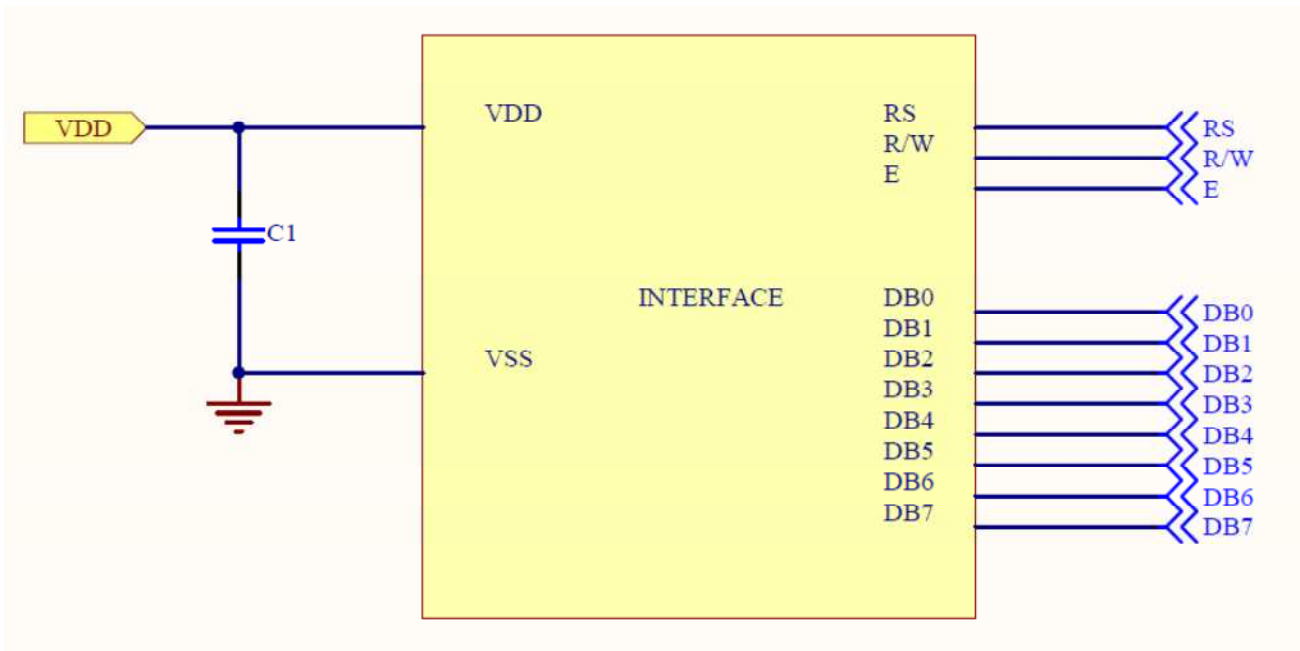 VDD
C1
VDD
VSS
INTERFACE
RS
R/W
E
DB0
DB1
DB2
DB3
DB4
DB5
DB6
DB7
RS
R/W
E
DB0
DB1
DB2
DB3
DB4
DB5
DB6
DB7